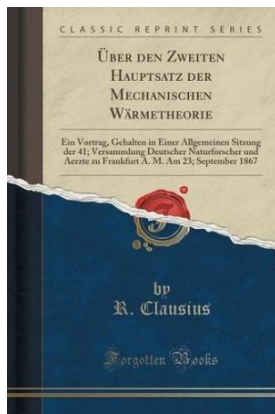 CLASSIC REPRINT SERIES
ÜBER DEN ZWEITEN
HAUPTSATZ DER
MECHANISCHEN
WÄRMETHEORIE
Ein Vortrag, Gehalten in Einer Allgemeinen Sitzung
der 41; Versammlung Deutscher Naturforscher und
Aerzte zu Frankfurt A. M. Am 23; September 1867
by
R. Clausius
Forgotten Books